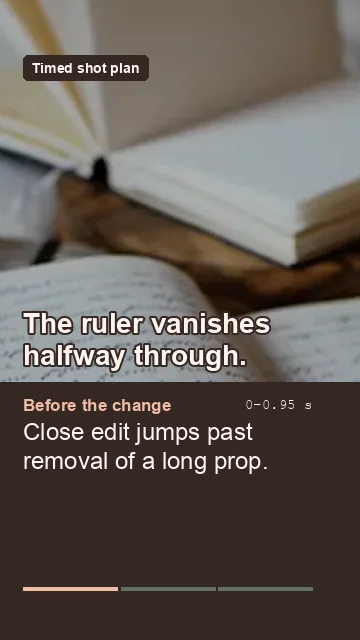 Timed shot plan
The ruler vanishes
halfway through.
Before the change
0–0.95 s
Close edit jumps past
removal of a long prop.